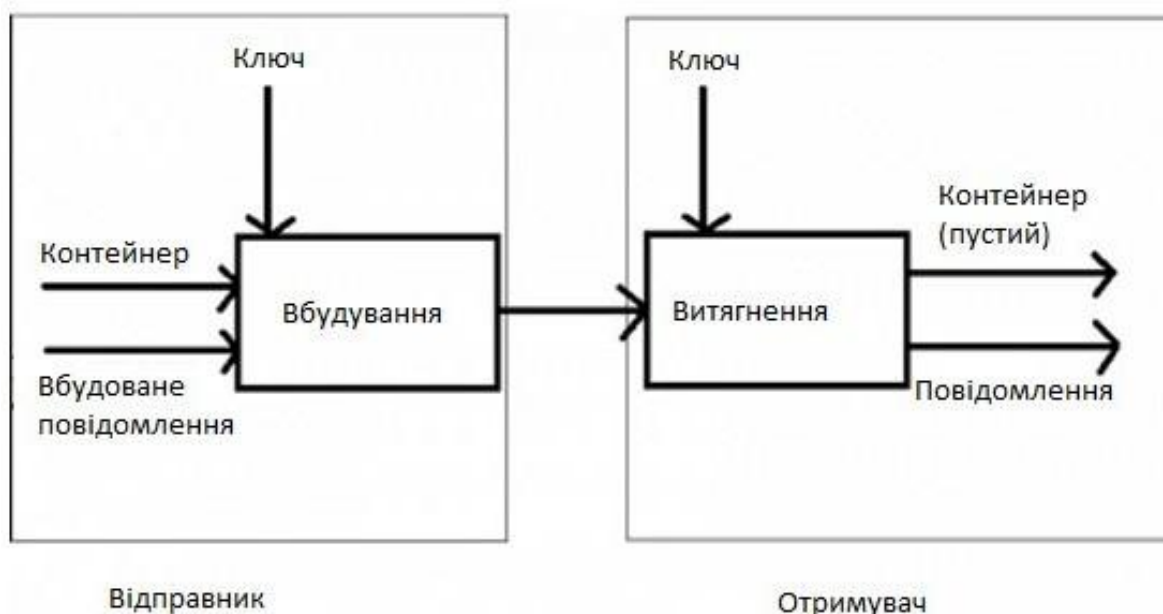 Ключ
Контейнер
Вбудоване
повідомлення
Вбудування
Відправник
Ключ
Витягнення
Контейнер
(пустий)
Повідомлення
Отримувач